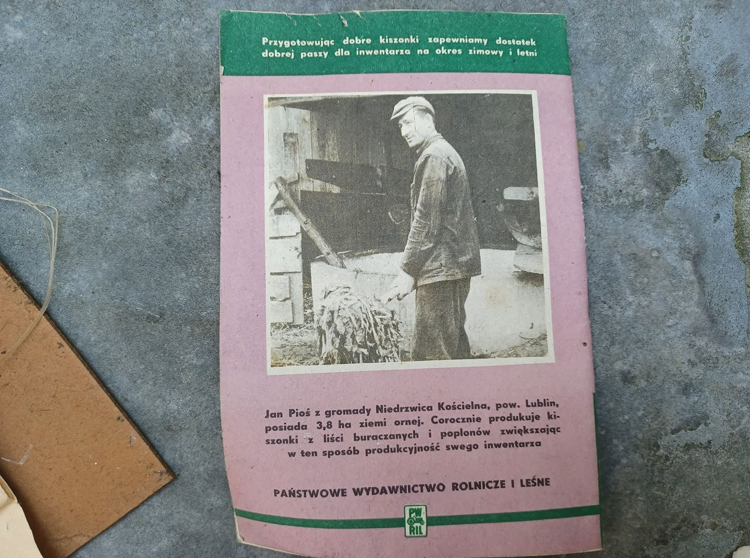 Przygotowując dobre kiszonki zapewniamy dostatek
dobrej paszy dla inwentarza na okres zimowy i letni
Jan Pioś z gromady Niedrzwica Kościelna, pow. Lublin,
posiada 3,8 ha ziemi ornej. Corocznie produkuje ki-
szonki z liści buraczanych i poplonów zwiększając
w ten sposób produkcyjność swego inwentarza
PAŃSTWOWE WYDAWNICTWO ROLNICZE I LEŚNE
PW
RIL